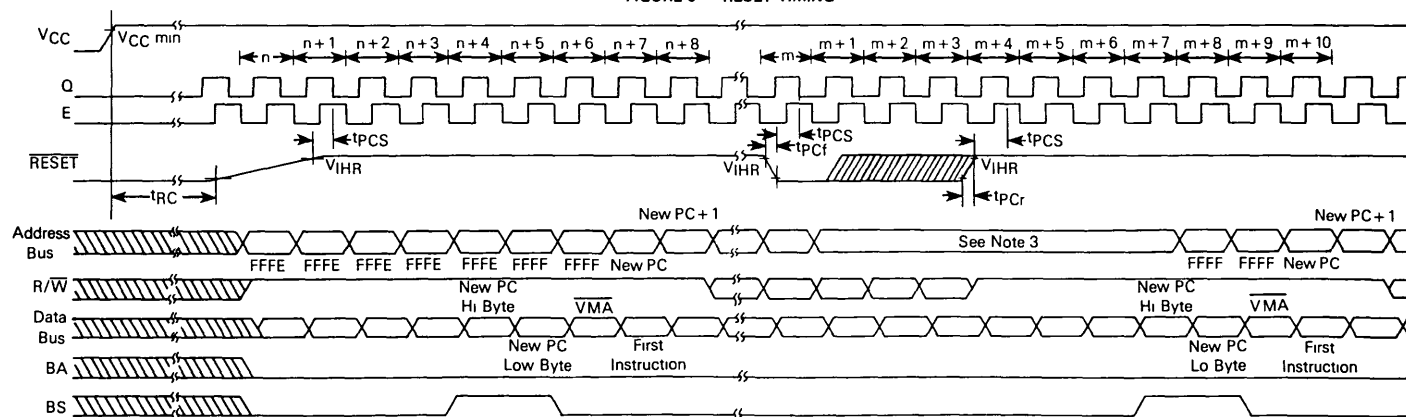 FIGURE 9 — RESET TIMING
VCC VCC min
n n + 1 n + 2 n + 3 n + 4 n + 5 n + 6 n + 7 n + 8 m m + 1 m + 2 m + 3 m + 4 m + 5 m + 6 m + 7 m + 8 m + 9 m + 10
Q
E
tPCS tPCS tPCS
tPCf
RESET VIHR VIHR VIHR
tRC tPCr
New PC + 1 New PC + 1
Address Bus See Note 3
FFFE FFFE FFFE FFFE FFFE FFFF FFFF New PC FFFF FFFF New PC
R/W New PC Hi Byte VMA New PC Hi Byte VMA
Data Bus
New PC Low Byte First Instruction New PC Lo Byte First Instruction
BA
BS